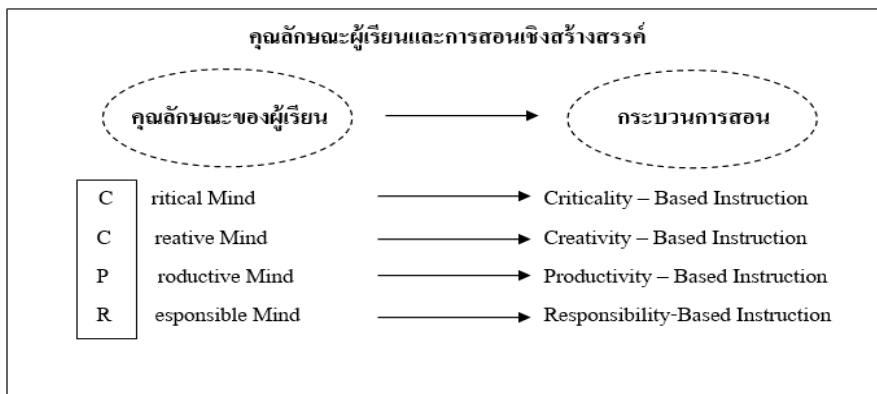 คุณลักษณะผู้เรียนและการสอนเชิงสร้างสรรค์
คุณลักษณะของผู้เรียน กระบวนการสอน
C ritical Mind Criticality – Based Instruction
C reative Mind Creativity – Based Instruction
P roductive Mind Productivity – Based Instruction
R esponsible Mind Responsibility-Based Instruction